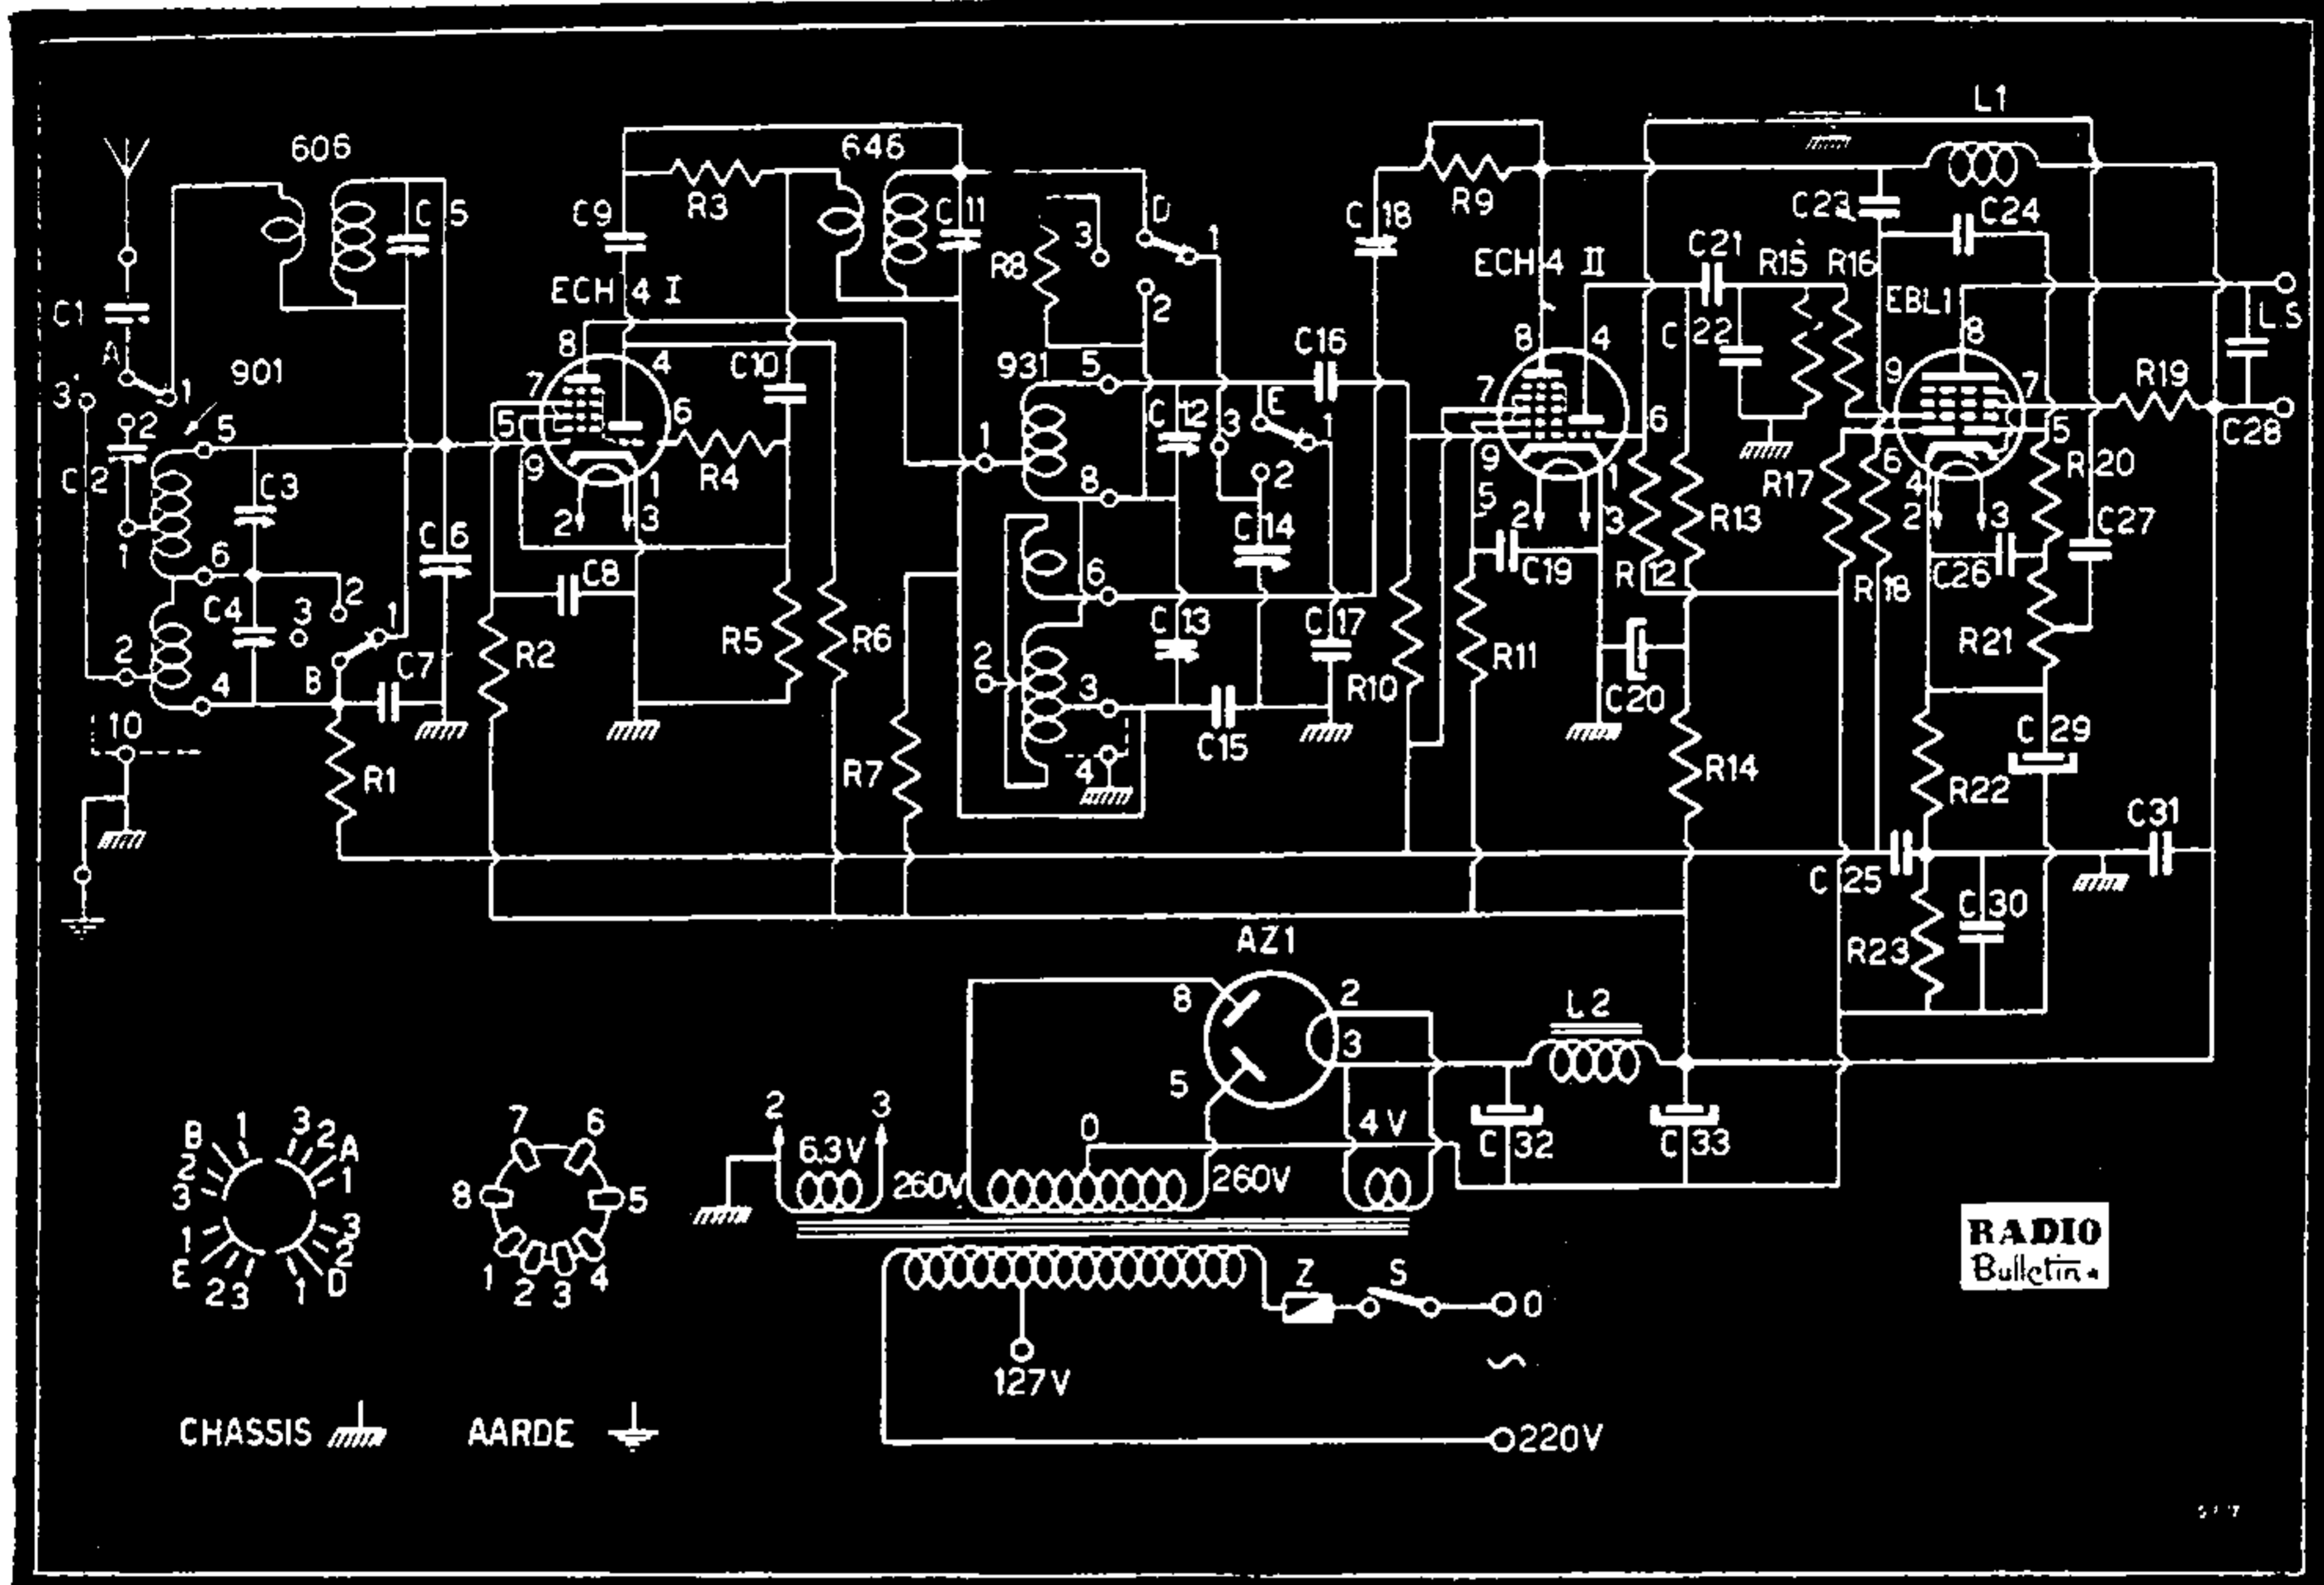 L1
606
646
C5
C9
R3
C11
D
1
3
R8
C18
R9
C23
C24
C21
R15
R16
ECH 4 I
ECH 4 II
EBL1
C1
A
3
1
2
901
5
8
4
7
5
6
9
C10
2
931
5
C16
8
4
C22
8
L.S
9
7
R19
C2
C3
R4
1
2
3
1
C12
E
3
1
2
7
6
9
5
1
2
3
R17
6
5
4
2
3
R20
C28
1
6
C6
C8
8
C14
R13
C27
C4
2
3
1
6
C19
R12
R18
C26
2
4
B
C7
R2
R5
R6
2
C13
C17
3
R10
R11
C20
R21
10
R1
R7
4
C15
R14
C29
R22
C31
C25
C30
R23
AZ1
8
2
3
5
L2
B
1
3
2
A
2
3
1
7
6
2
3
0
4V
C32
C33
6.3V
260V
260V
8
5
1
E
2
3
1
D
2
3
1
2
3
4
Z
S
0
127V
220V
CHASSIS
AARDE
RADIO
Bulletin